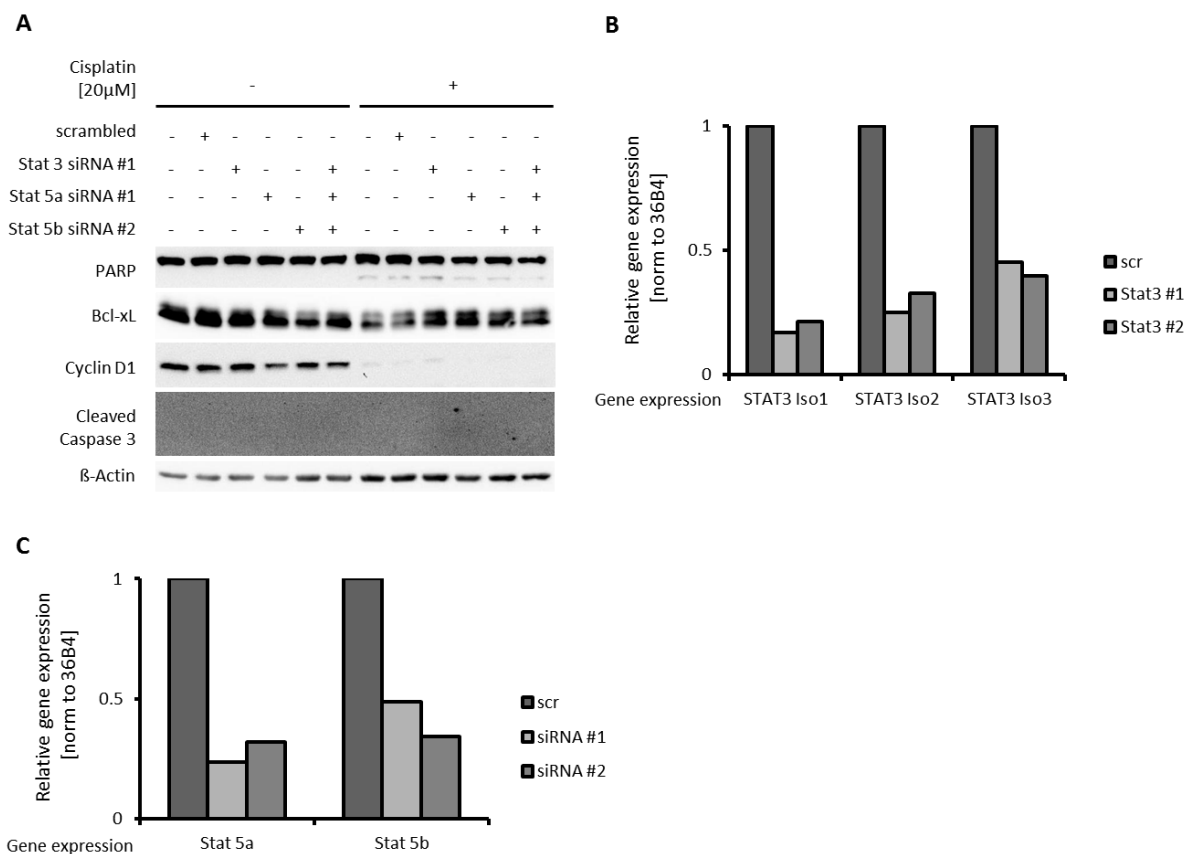 A
Cisplatin
[20µM]
- +
scrambled - + - - - - - + - - - -
Stat 3 siRNA #1 - - + - - + - - + - - +
Stat 5a siRNA #1 - - - + - + - - - + - +
Stat 5b siRNA #2 - - - - + + - - - - + +
PARP
Bcl-xL
Cyclin D1
Cleaved
Caspase 3
ß-Actin
B
Relative gene expression
[norm to 36B4]
1
0.5
0
Gene expression STAT3 Iso1 STAT3 Iso2 STAT3 Iso3
scr
Stat3 #1
Stat3 #2
C
Relative gene expression
[norm to 36B4]
1
0.5
0
Gene expression Stat 5a Stat 5b
scr
siRNA #1
siRNA #2